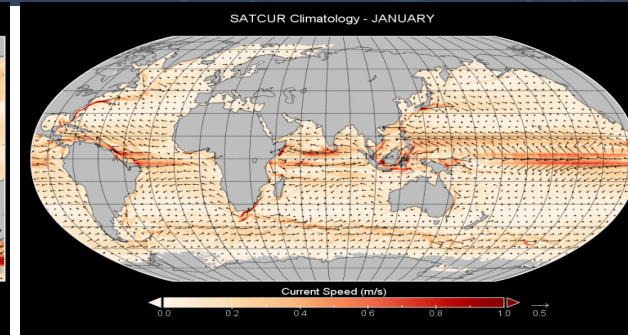 SATCUR Climatology - JANUARY
Current Speed (m/s)
0.0 0.2 0.4 0.6 0.8 1.0 0.5